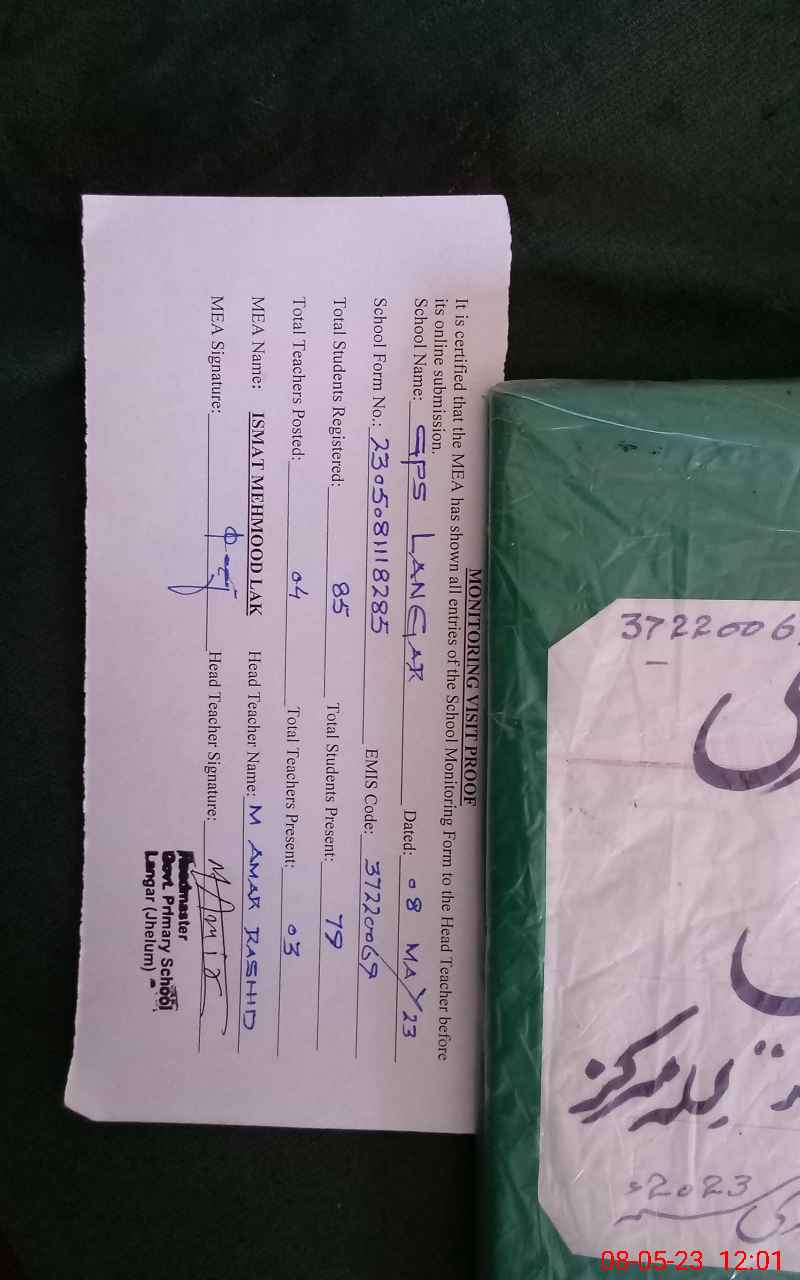 MONITORING VISIT PROOF
It is certified that the MEA has shown all entries of the School Monitoring Form to the Head Teacher before
its online submission.
School Name: GPS LANGAR Dated: 08 MAY/23
School Form No.: 230508118285 EMIS Code: 37220069
Total Students Registered: 85 Total Students Present: 79
Total Teachers Posted: 04 Total Teachers Present: 03
MEA Name: ISMAT MEHMOOD LAK Head Teacher Name: M AMAR RASHID
MEA Signature: Head Teacher Signature:
Headmaster
Govt. Primary School
Langar (Jhelum)
3722006
مرکز
2023
08-05-23 12:01